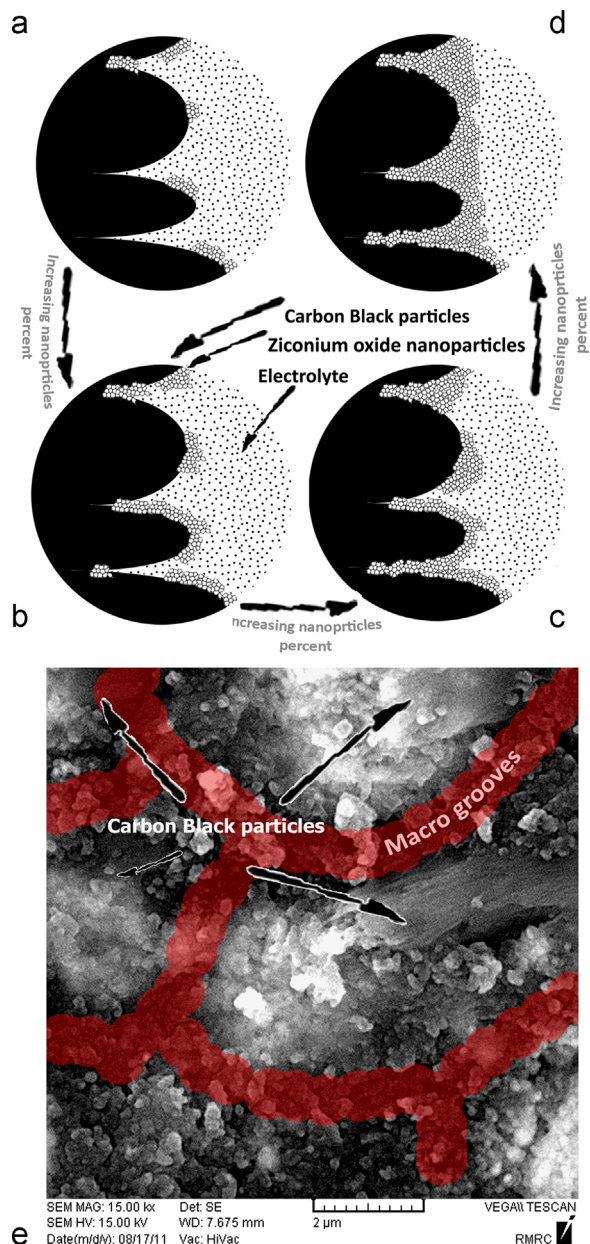 a
d
Increasing nanoprticles
percent
Increasing nanoprticles
percent
Carbon Black particles
Ziconium oxide nanoparticles
Electrolyte
b
c
ncreasing nanoprticles
percent
Macro grooves
Carbon Black particles
SEM MAG: 15.00 kx Det: SE VEGA\\ TESCAN
SEM HV: 15.00 kV WD: 7.675 mm 2 µm
Date(m/d/y): 08/17/11 Vac: HiVac RMRC
e